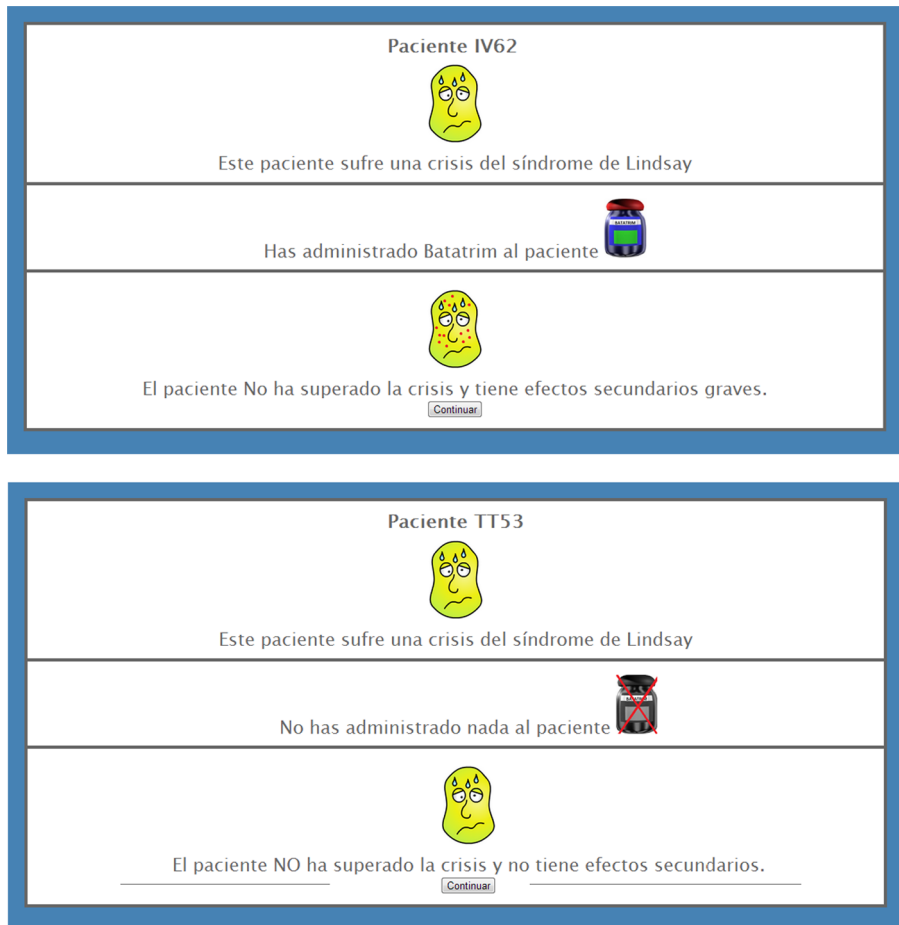 Paciente IV62
Este paciente sufre una crisis del síndrome de Lindsay
BATATRIM
Has administrado Batatrim al paciente
El paciente No ha superado la crisis y tiene efectos secundarios graves.
Continuar
Paciente TT53
Este paciente sufre una crisis del síndrome de Lindsay
No has administrado nada al paciente
El paciente NO ha superado la crisis y no tiene efectos secundarios.
Continuar